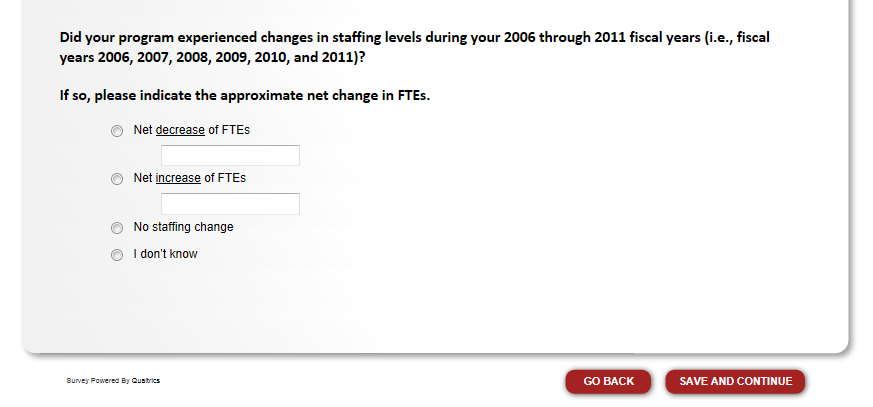 Did your program experienced changes in staffing levels during your 2006 through 2011 fiscal years (i.e., fiscal
years 2006, 2007, 2008, 2009, 2010, and 2011)?
If so, please indicate the approximate net change in FTEs.
Net decrease of FTEs
Net increase of FTEs
No staffing change
I don't know
Survey Powered By Qualtrics
GO BACK
SAVE AND CONTINUE